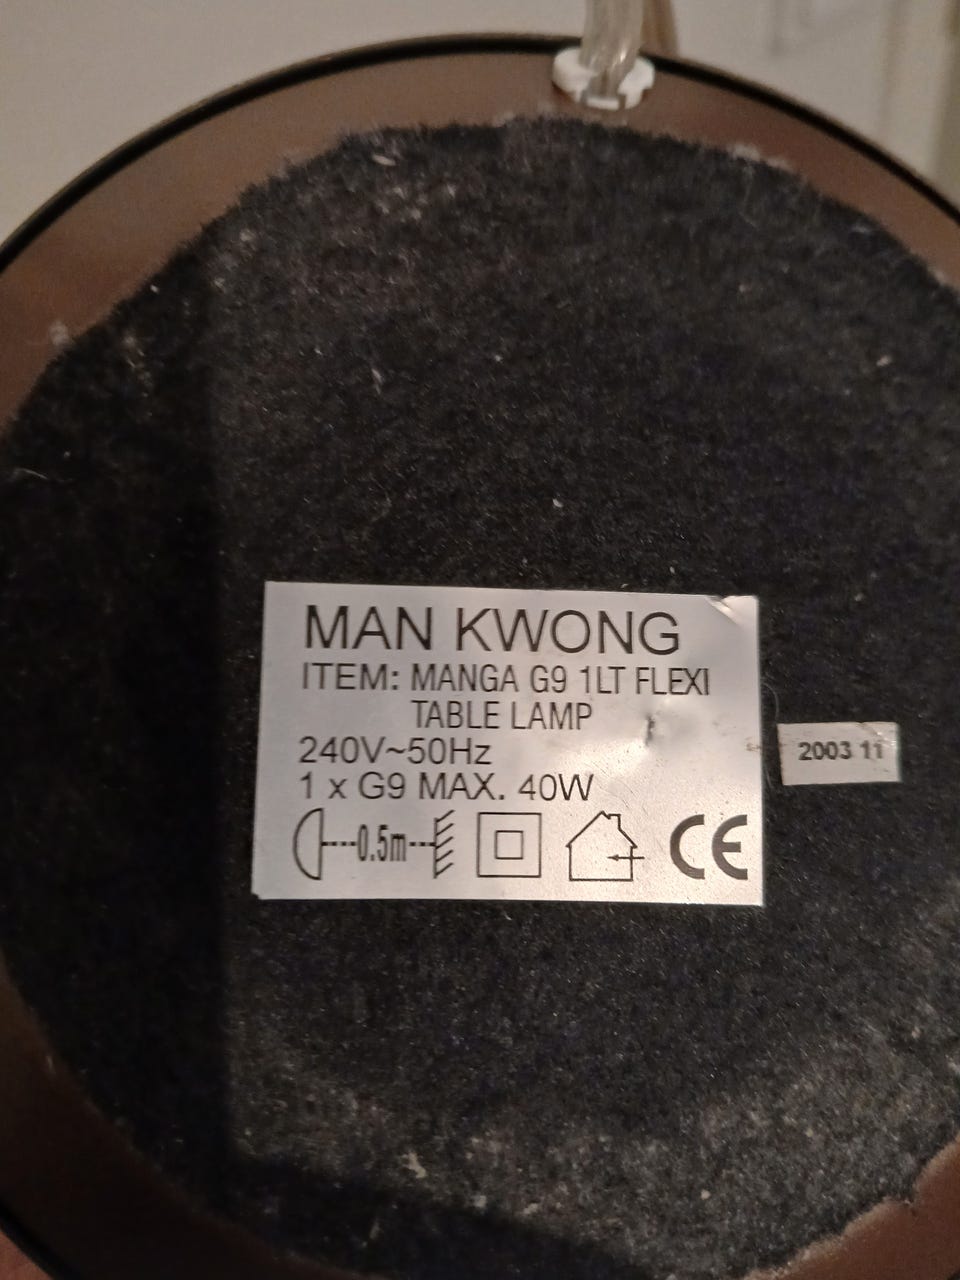 MAN KWONG
ITEM: MANGA G9 1LT FLEXI
TABLE LAMP
240V~50Hz
1 x G9 MAX. 40W
0.5m
CE
2003 11